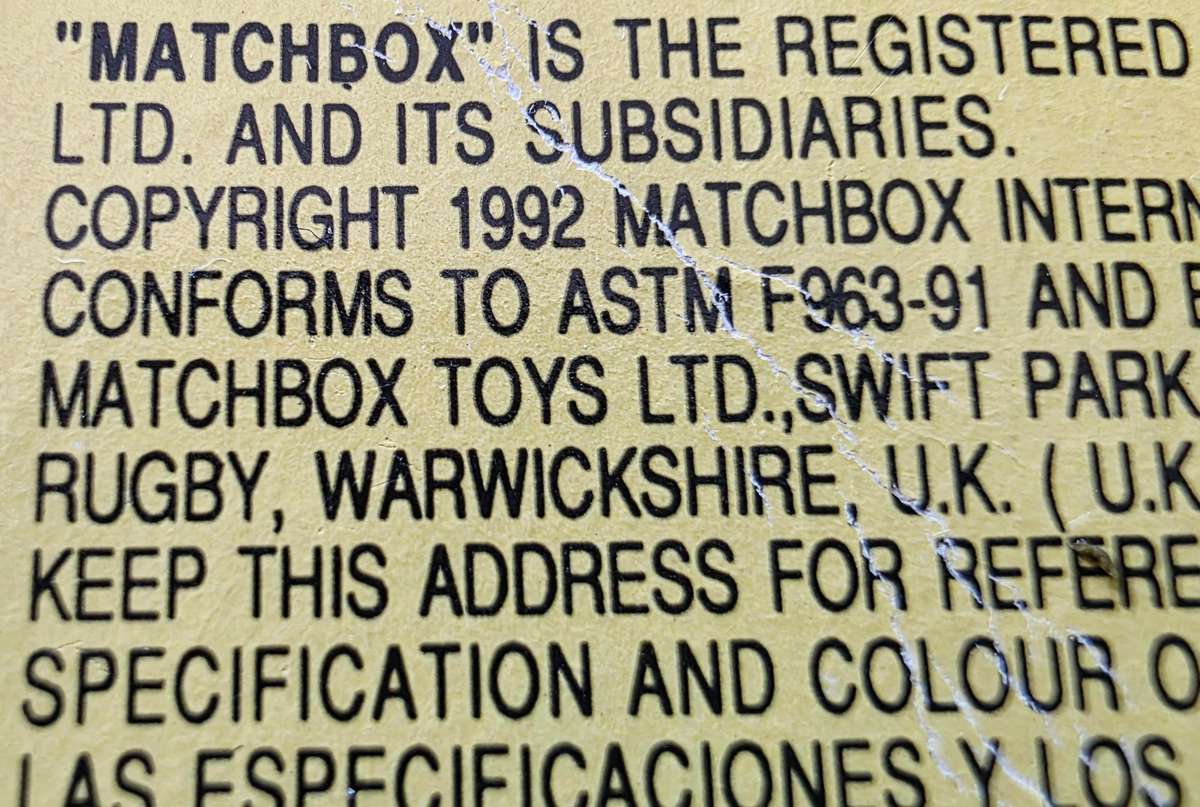 "MATCHBOX" IS THE REGISTERED
LTD. AND ITS SUBSIDIARIES.
COPYRIGHT 1992 MATCHBOX INTERN
CONFORMS TO ASTM F963-91 AND
MATCHBOX TOYS LTD.,SWIFT PARK
RUGBY, WARWICKSHIRE, U.K. ( U.K
KEEP THIS ADDRESS FOR REFERE
SPECIFICATION AND COLOUR O
LAS ESPECIFICACIONES Y LOS